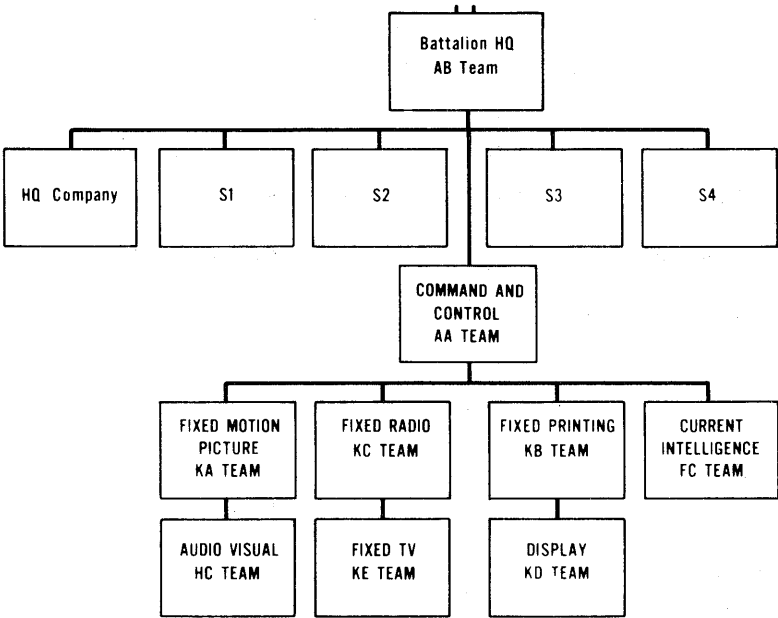 Battalion HQ
AB Team
HQ Company
S1
S2
S3
S4
COMMAND AND
CONTROL
AA TEAM
FIXED MOTION
PICTURE
KA TEAM
FIXED RADIO
KC TEAM
FIXED PRINTING
KB TEAM
CURRENT
INTELLIGENCE
FC TEAM
AUDIO VISUAL
HC TEAM
FIXED TV
KE TEAM
DISPLAY
KD TEAM